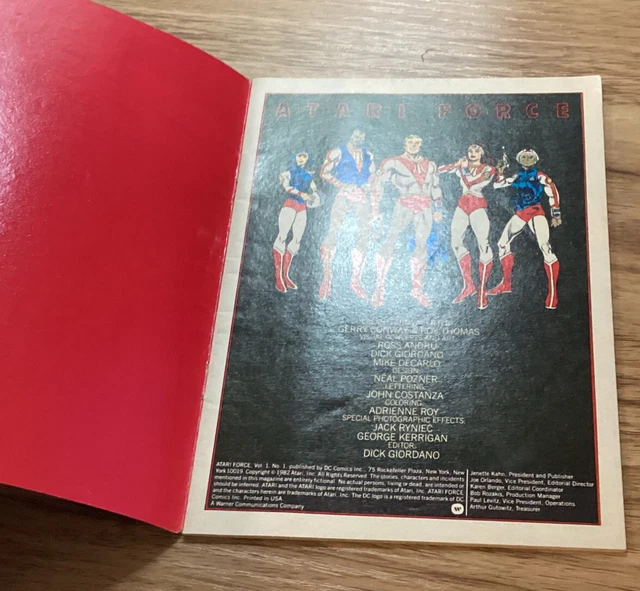 ATARI FORCE
GERRY CONWAY & ROY THOMAS
VISUAL CONCEPTS AND ART:
ROSS ANDRU
DICK GIORDANO
MIKE DECARLO
DESIGN:
NEAL POZNER
LETTERING:
JOHN COSTANZA
COLORING:
ADRIENNE ROY
SPECIAL PHOTOGRAPHIC EFFECTS:
JACK RYNIEC
GEORGE KERRIGAN
EDITOR:
DICK GIORDANO
ATARI FORCE, Vol. 1, No. 1, published by DC Comics Inc., 75 Rockefeller Plaza, New York, New
York 10019. Copyright © 1982 Atari, Inc. All Rights Reserved. The stories, characters and incidents
mentioned in this magazine are entirely fictional. No actual persons, living or dead, are intended or
should be inferred. ATARI and the ATARI logo are registered trademarks of Atari, Inc. ATARI FORCE
and the characters herein are trademarks of Atari, Inc. The DC logo is a registered trademark of DC
Comics Inc. Printed in USA
A Warner Communications Company
Jenette Kahn, President and Publisher
Joe Orlando, Vice President, Editorial Director
Karen Berger, Editorial Coordinator
Bob Rozakis, Production Manager
Paul Levitz, Vice President, Operations
Arthur Gutowitz, Treasurer